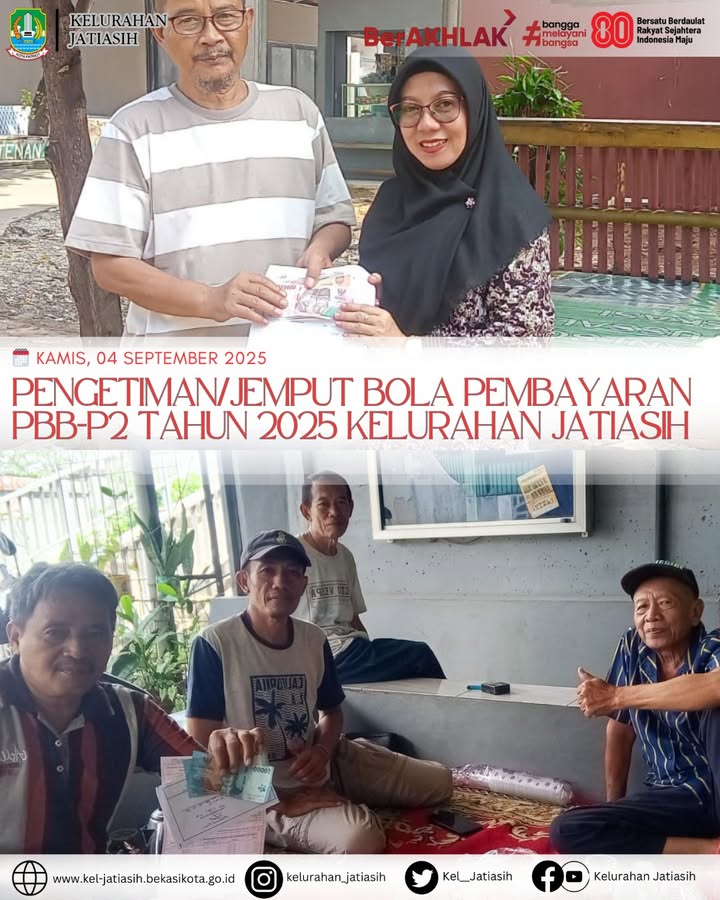 KELURAHAN
JATIASIH
BerAKHLAK
#bangga
melayani
bangsa
80
Bersatu Berdaulat
Rakyat Sejahtera
Indonesia Maju
TENAN
KAMIS, 04 SEPTEMBER 2025
PENGETIMAN/JEMPUT BOLA PEMBAYARAN
PBB-P2 TAHUN 2025 KELURAHAN JATIASIH
CALIFORNIA
L.A
www.kel-jatiasih.bekasikota.go.id
kelurahan_jatiasih
Kel__Jatiasih
Kelurahan Jatiasih